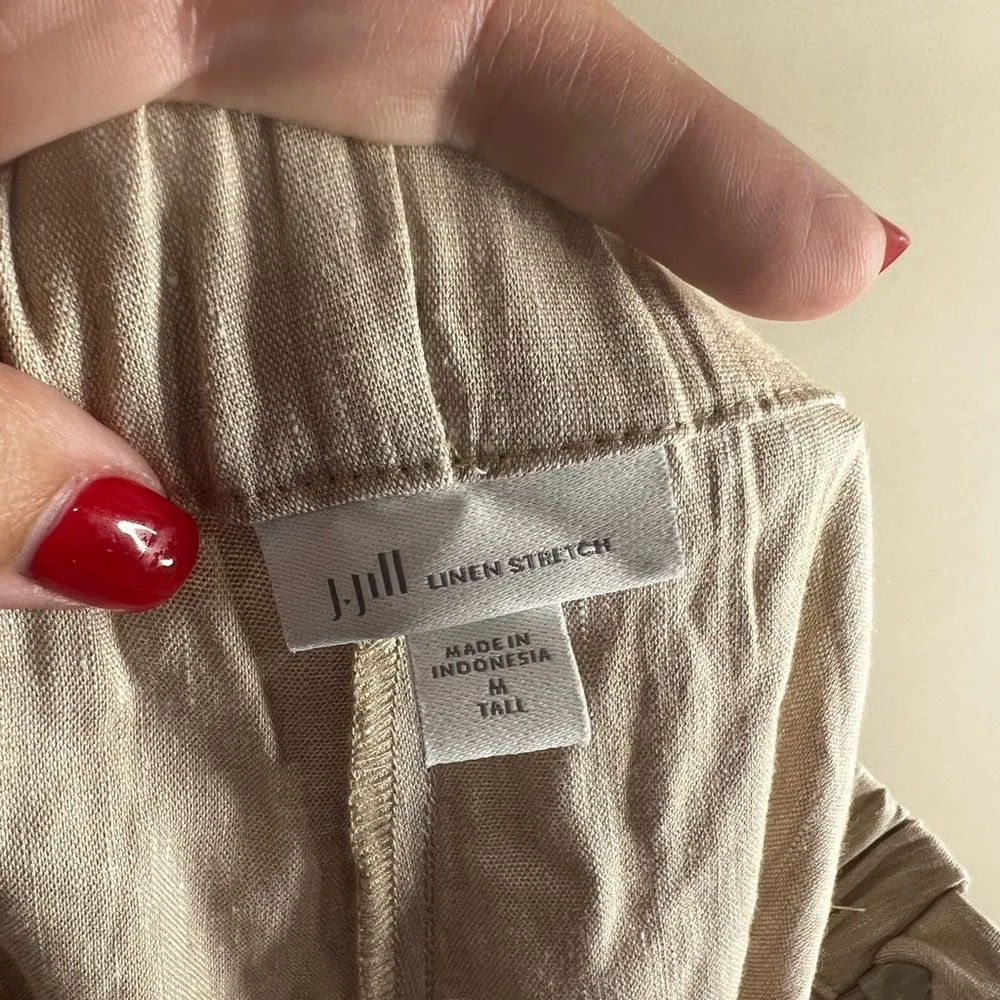 J.Jill LINEN STRETCH
MADE IN
INDONESIA
M
TALL